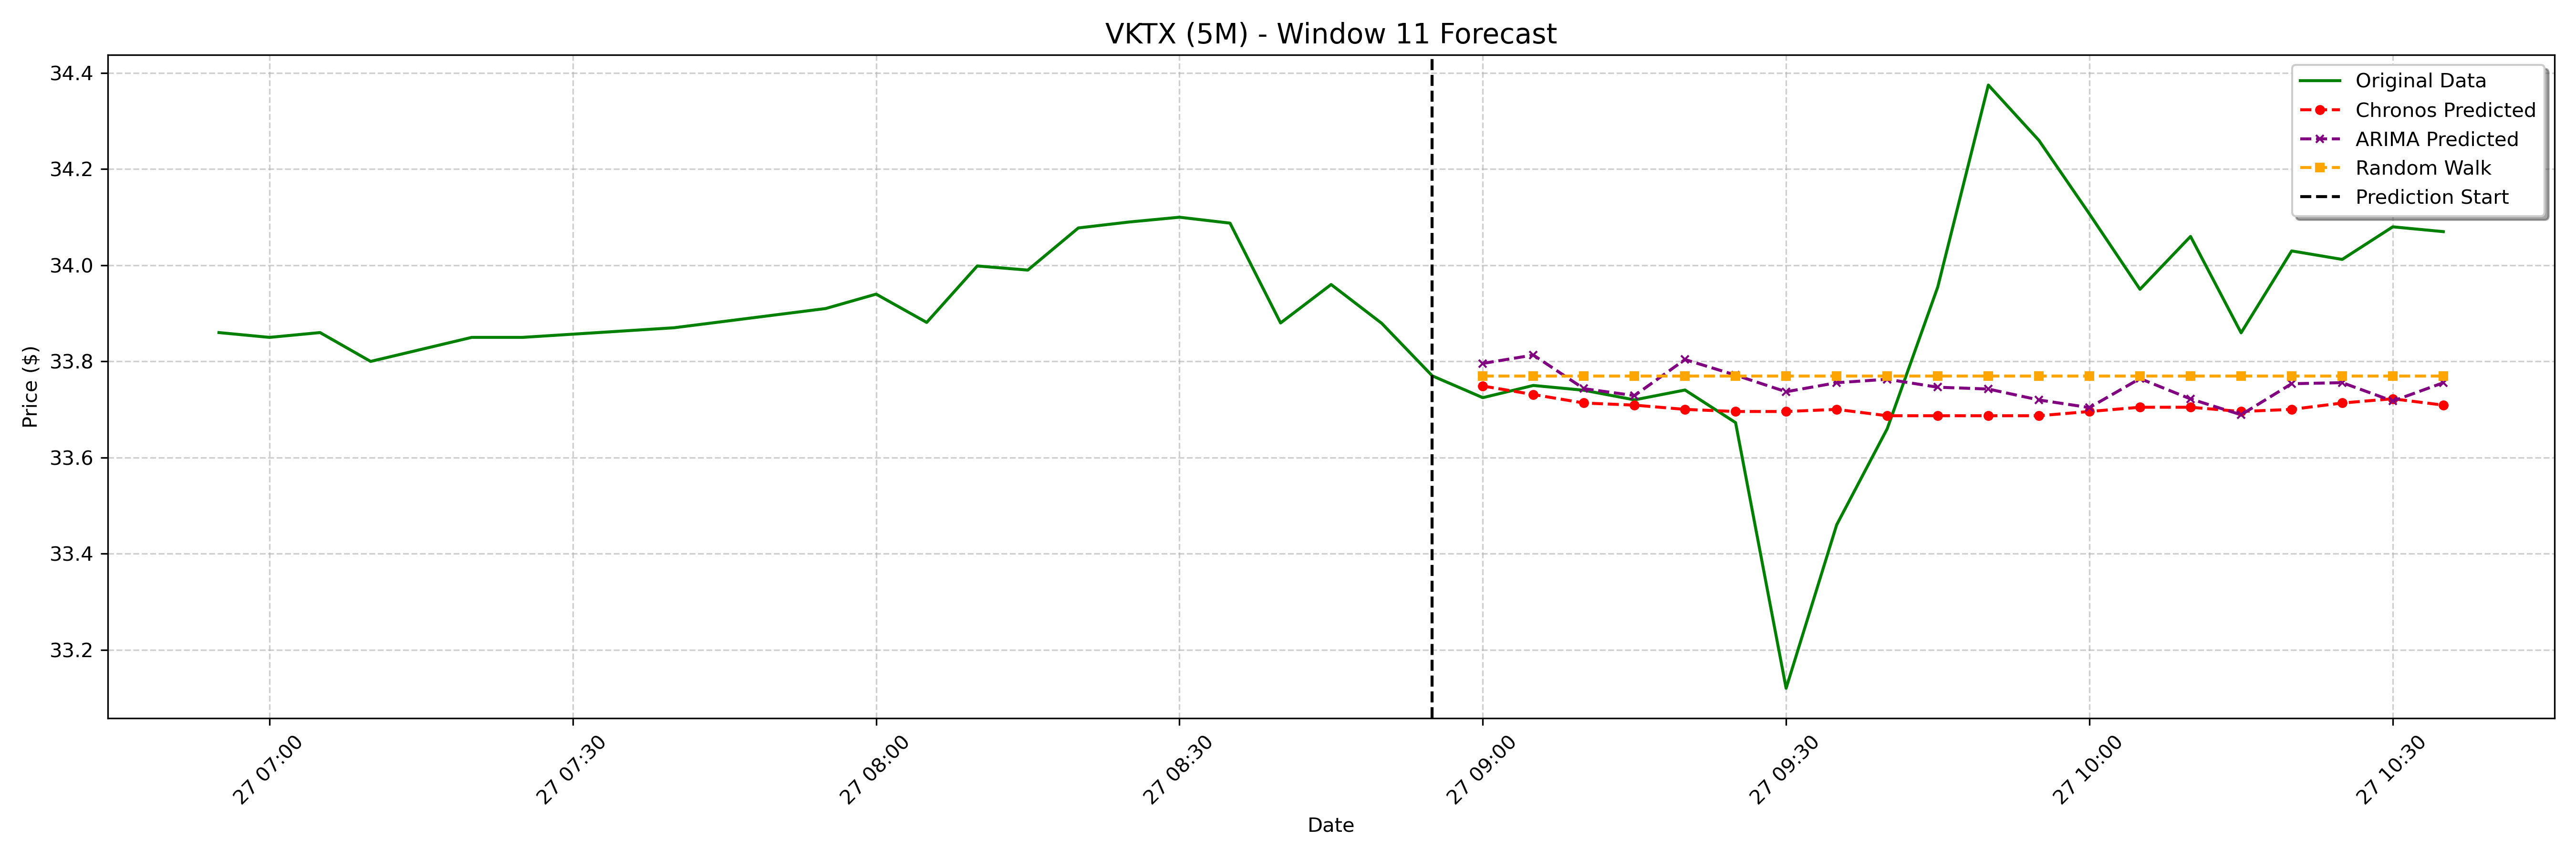 VKTX (5M) - Window 11 Forecast
Price ($)
34.4
34.2
34.0
33.8
33.6
33.4
33.2
Original Data
Chronos Predicted
ARIMA Predicted
Random Walk
Prediction Start
27 07:00
27 07:30
27 08:00
27 08:30
27 09:00
27 09:30
27 10:00
27 10:30
Date